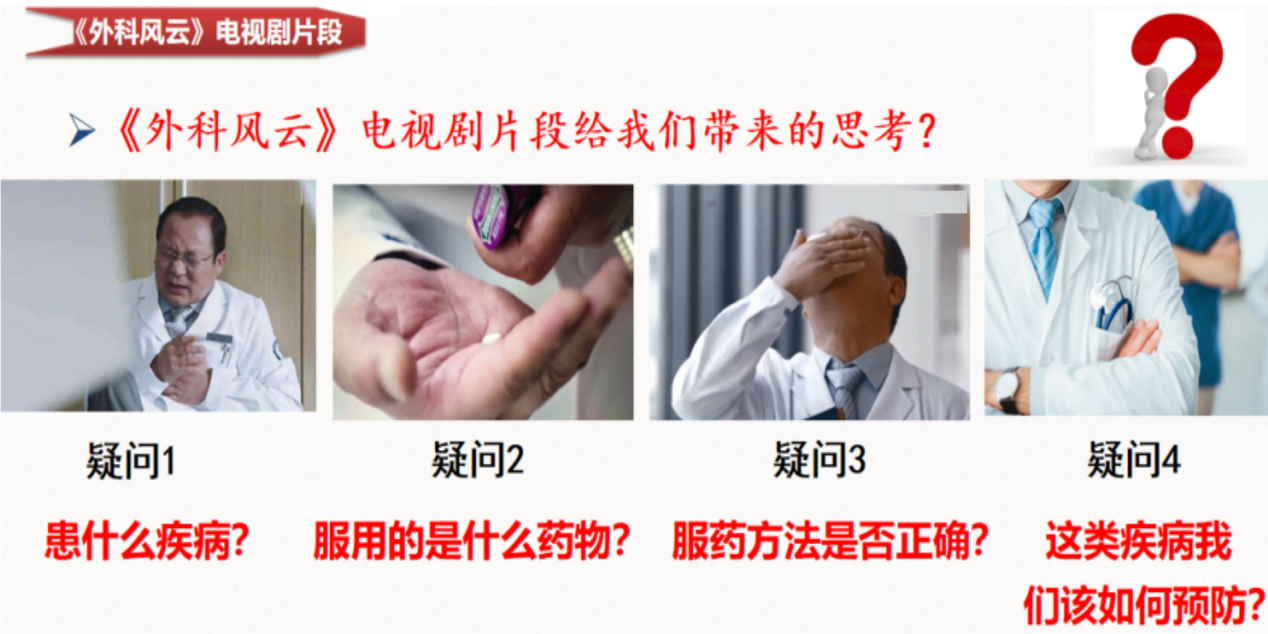 《外科风云》电视剧片段
《外科风云》电视剧片段给我们带来的思考？
疑问1
疑问2
疑问3
疑问4
患什么疾病？
服用的是什么药物？
服药方法是否正确？
这类疾病我
们该如何预防？